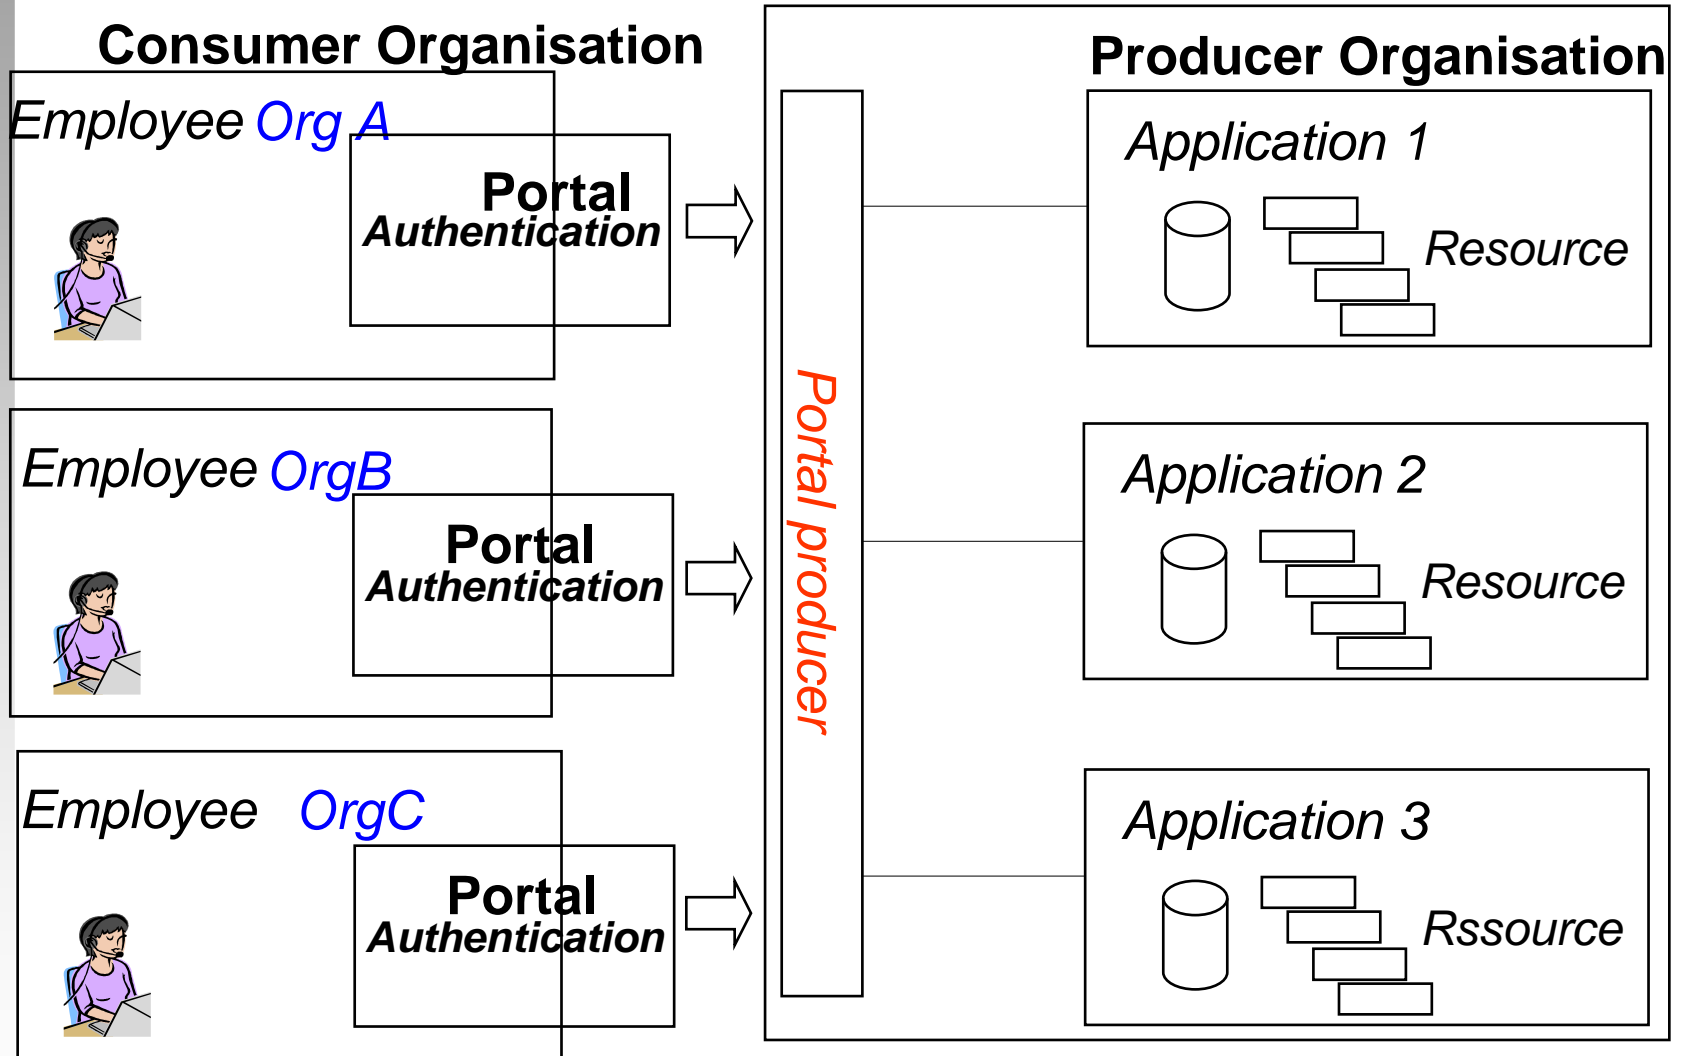 Consumer Organisation
Producer Organisation
Employee Org A
Portal
Authentication
Employee OrgB
Portal
Authentication
Employee OrgC
Portal
Authentication
Portal producer
Application 1
Resource
Application 2
Resource
Application 3
Rssource